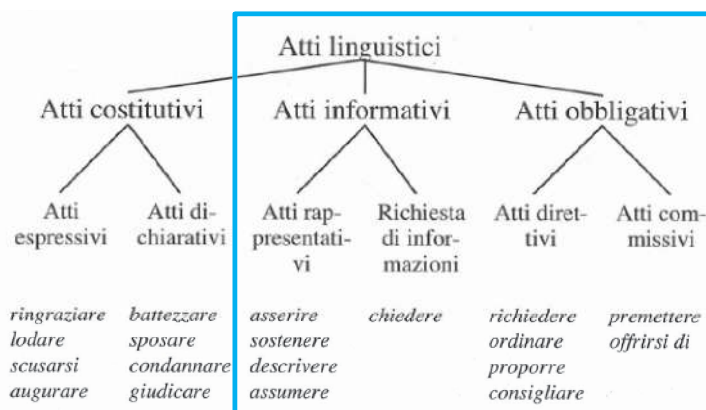 Atti linguistici
Atti costitutivi Atti informativi Atti obbligativi
Atti espressivi
Atti di-
chiarativi
Atti rap-
presentati-
vi
Richiesta
di infor-
mazioni
Atti diret-
tivi
Atti com-
missivi
ringraziare
lodare
scusarsi
augurare
battezzare
sposare
condannare
giudicare
asserire
sostenere
descrivere
assumere
chiedere
richiedere
ordinare
proporre
consigliare
premettere
offrirsi di